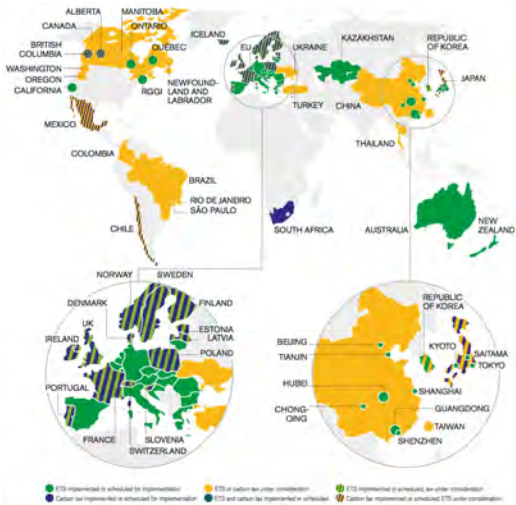 ALBERTA
MANITOBA
CANADA
ONTARIO
BRITISH
COLUMBIA
QUÉBEC
WASHINGTON
OREGON
CALIFORNIA
RGGI
NEWFOUND-
LAND AND
LABRADOR
MEXICO
ICELAND
EU
UKRAINE
TURKEY
KAZAKHSTAN
REPUBLIC
OF KOREA
JAPAN
CHINA
THAILAND
COLOMBIA
BRAZIL
RIO DE JANEIRO
SÃO PAULO
CHILE
SOUTH AFRICA
AUSTRALIA
NEW
ZEALAND
NORWAY
SWEDEN
DENMARK
FINLAND
UK
ESTONIA
LATVIA
IRELAND
POLAND
PORTUGAL
FRANCE
SLOVENIA
SWITZERLAND
REPUBLIC
OF KOREA
BEIJING
KYOTO
TIANJIN
SAITAMA
TOKYO
HUBEI
SHANGHAI
CHONG-
QING
GUANGDONG
TAIWAN
SHENZHEN
ETS implemented or scheduled for implementation
ETS or carbon tax under consideration
ETS implemented or scheduled, tax under consideration
Carbon tax implemented or scheduled for implementation
ETS and carbon tax implemented or scheduled
Carbon tax implemented or scheduled, ETS under consideration